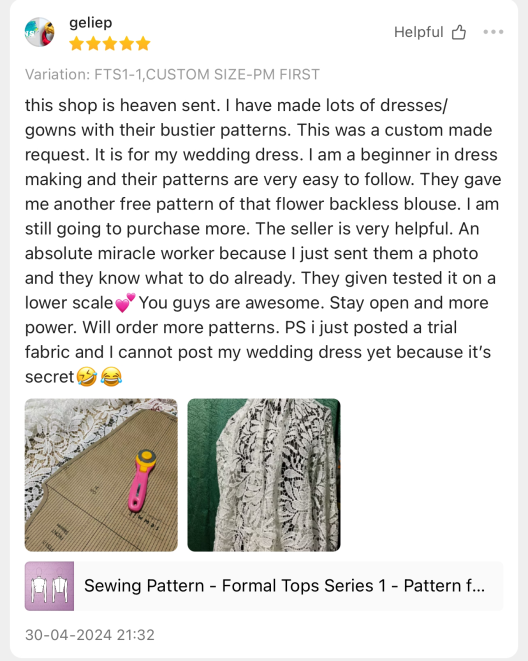 geliep
Helpful
Variation: FTS1-1,CUSTOM SIZE-PM FIRST
this shop is heaven sent. I have made lots of dresses/
gowns with their bustier patterns. This was a custom made
request. It is for my wedding dress. I am a beginner in dress
making and their patterns are very easy to follow. They gave
me another free pattern of that flower backless blouse. I am
still going to purchase more. The seller is very helpful. An
absolute miracle worker because I just sent them a photo
and they know what to do already. They given tested it on a
lower scale💕You guys are awesome. Stay open and more
power. Will order more patterns. PS i just posted a trial
fabric and I cannot post my wedding dress yet because it’s
secret🤣😂
Sewing Pattern - Formal Tops Series 1 - Pattern f...
30-04-2024 21:32